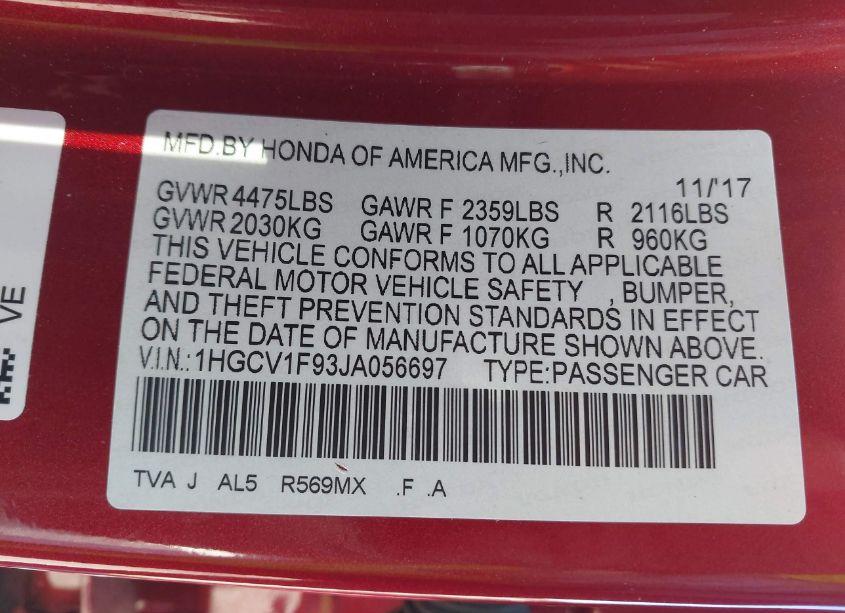 MFD.BY HONDA OF AMERICA MFG.,INC.
11/'17
GVWR 4475LBS GAWR F 2359LBS R 2116LBS
GVWR 2030KG GAWR F 1070KG R 960KG
THIS VEHICLE CONFORMS TO ALL APPLICABLE
FEDERAL MOTOR VEHICLE SAFETY , BUMPER,
AND THEFT PREVENTION STANDARDS IN EFFECT
ON THE DATE OF MANUFACTURE SHOWN ABOVE.
V.I.N.:1HGCV1F93JA056697 TYPE:PASSENGER CAR
TVA J AL5 R569MX .F .A
VE